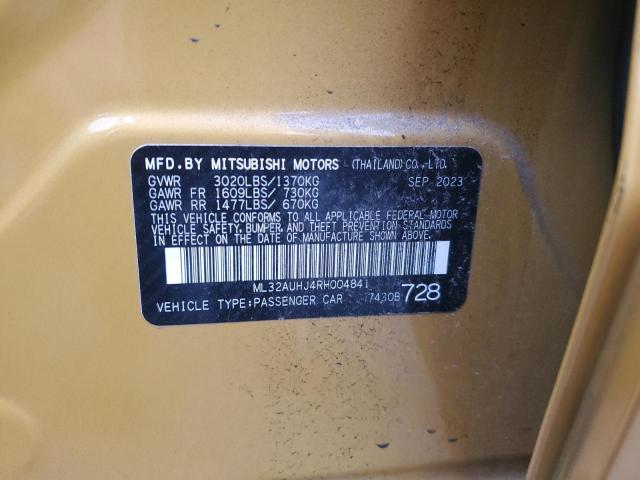 MFD.BY MITSUBISHI MOTORS (THAILAND) CO.,LTD.
GVWR 3020LBS/1370KG SEP 2023
GAWR FR 1609LBS/ 730KG
GAWR RR 1477LBS/ 670KG
THIS VEHICLE CONFORMS TO ALL APPLICABLE FEDERAL MOTOR
VEHICLE SAFETY, BUMPER, AND THEFT PREVENTION STANDARDS
IN EFFECT ON THE DATE OF MANUFACTURE SHOWN ABOVE.
ML32AUHJ4RH004841
VEHICLE TYPE:PASSENGER CAR 7430B 728